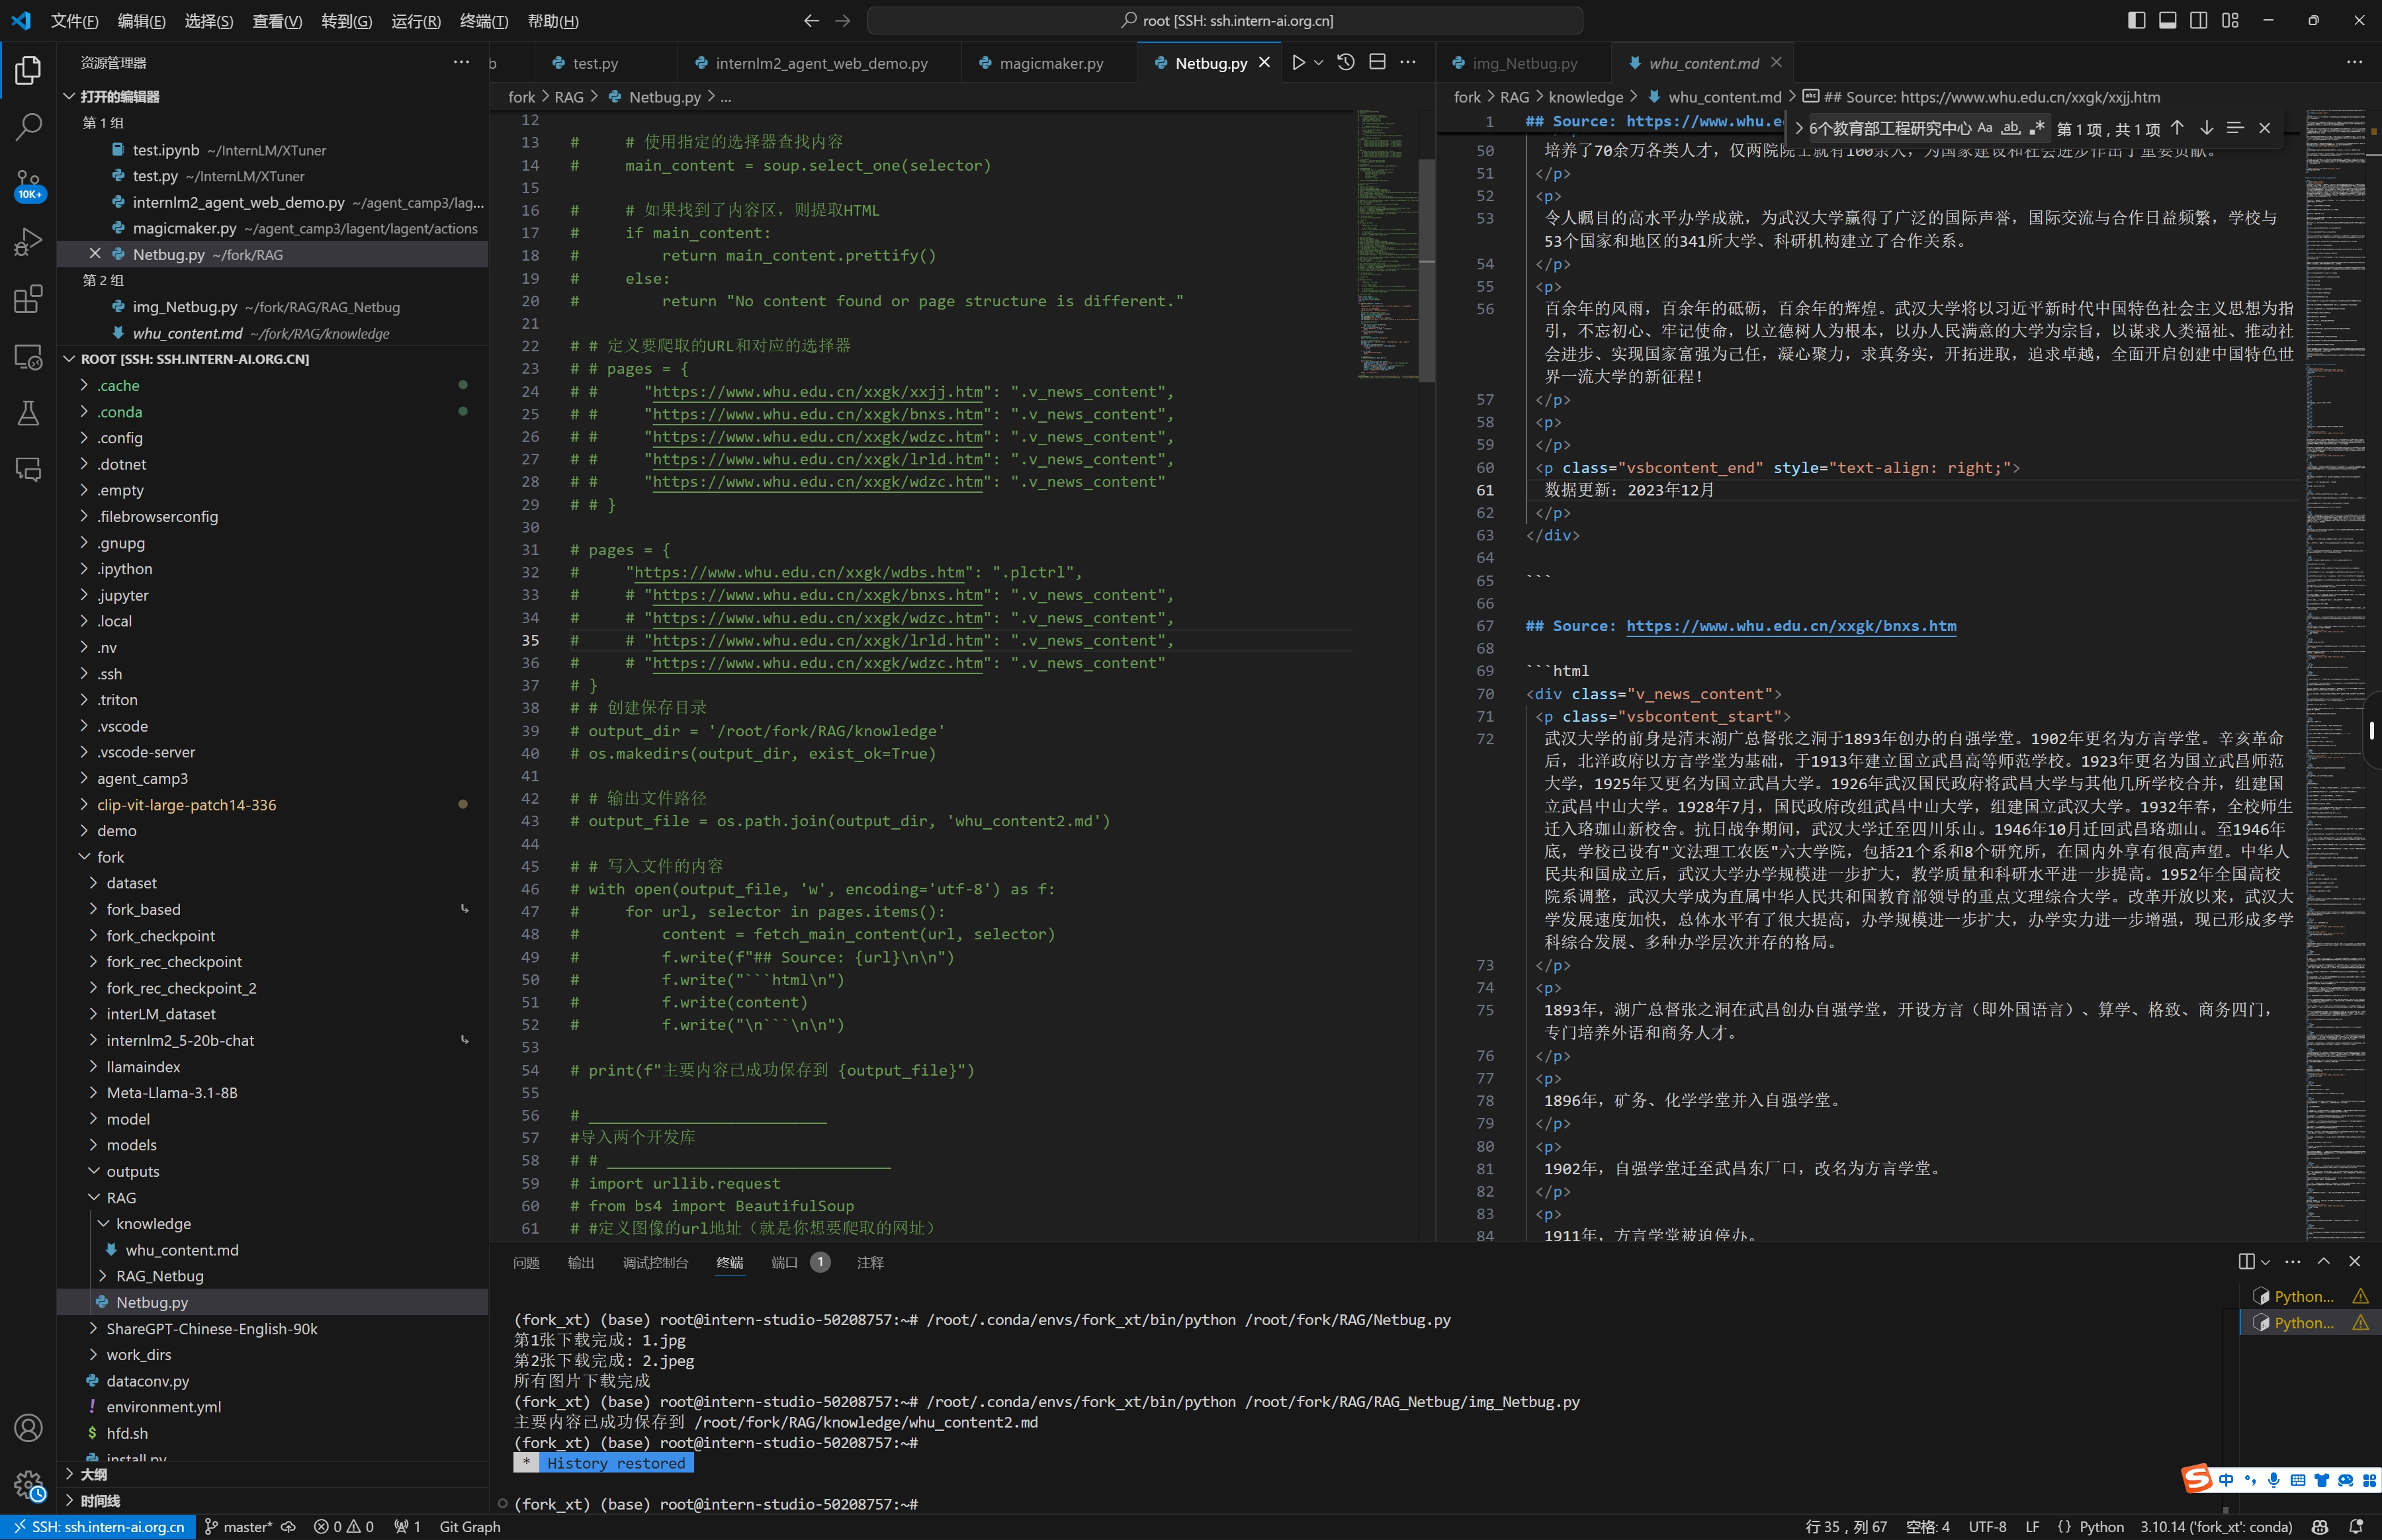 文件(F) 编辑(E) 选择(S) 查看(V) 转到(G) 运行(R) 终端(T) 帮助(H)
root [SSH: ssh.intern-ai.org.cn]
资源管理器
打开的编辑器
第 1 组
test.ipynb ~/InternLM/XTuner
test.py ~/InternLM/XTuner
internlm2_agent_web_demo.py ~/agent_camp3/lag...
magicmaker.py ~/agent_camp3/lagent/lagent/actions
Netbug.py ~/fork/RAG
第 2 组
img_Netbug.py ~/fork/RAG/RAG_Netbug
whu_content.md ~/fork/RAG/knowledge
ROOT [SSH: SSH.INTERN-AI.ORG.CN]
.cache
.conda
.config
.dotnet
.empty
.filebrowserconfig
.gnupg
.ipython
.jupyter
.local
.nv
.ssh
.triton
.vscode
.vscode-server
agent_camp3
clip-vit-large-patch14-336
demo
fork
dataset
fork_based
fork_checkpoint
fork_rec_checkpoint
fork_rec_checkpoint_2
interLM_dataset
internlm2_5-20b-chat
llamaindex
Meta-Llama-3.1-8B
model
models
outputs
RAG
knowledge
whu_content.md
RAG_Netbug
Netbug.py
ShareGPT-Chinese-English-90k
work_dirs
dataconv.py
! environment.yml
$ hfd.sh
install.py
大纲
时间线
10K+
b test.py internlm2_agent_web_demo.py magicmaker.py Netbug.py
fork > RAG > Netbug.py > ...
12
13 # # 使用指定的选择器查找内容
14 # main_content = soup.select_one(selector)
15
16 # # 如果找到了内容区，则提取HTML
17 # if main_content:
18 # return main_content.prettify()
19 # else:
20 # return "No content found or page structure is different."
21
22 # # 定义要爬取的URL和对应的选择器
23 # # pages = {
24 # # "https://www.whu.edu.cn/xxgk/xxjj.htm": ".v_news_content",
25 # # "https://www.whu.edu.cn/xxgk/bnxs.htm": ".v_news_content",
26 # # "https://www.whu.edu.cn/xxgk/wdzc.htm": ".v_news_content",
27 # # "https://www.whu.edu.cn/xxgk/lrld.htm": ".v_news_content",
28 # # "https://www.whu.edu.cn/xxgk/wdzc.htm": ".v_news_content"
29 # # }
30
31 # pages = {
32 # "https://www.whu.edu.cn/xxgk/wdbs.htm": ".plctrl",
33 # # "https://www.whu.edu.cn/xxgk/bnxs.htm": ".v_news_content",
34 # # "https://www.whu.edu.cn/xxgk/wdzc.htm": ".v_news_content",
35 # # "https://www.whu.edu.cn/xxgk/lrld.htm": ".v_news_content",
36 # # "https://www.whu.edu.cn/xxgk/wdzc.htm": ".v_news_content"
37 # }
38 # # 创建保存目录
39 # output_dir = '/root/fork/RAG/knowledge'
40 # os.makedirs(output_dir, exist_ok=True)
41
42 # # 输出文件路径
43 # output_file = os.path.join(output_dir, 'whu_content2.md')
44
45 # # 写入文件的内容
46 # with open(output_file, 'w', encoding='utf-8') as f:
47 # for url, selector in pages.items():
48 # content = fetch_main_content(url, selector)
49 # f.write(f"## Source: {url}\n\n")
50 # f.write("```html\n")
51 # f.write(content)
52 # f.write("\n```\n\n")
53
54 # print(f"主要内容已成功保存到 {output_file}")
55
56 # __________________________
57 #导入两个开发库
58 # # _______________________________
59 # import urllib.request
60 # from bs4 import BeautifulSoup
61 # #定义图像的url地址（就是你想要爬取的网址）
img_Netbug.py whu_content.md
fork > RAG > knowledge > whu_content.md > ## Source: https://www.whu.edu.cn/xxgk/xxjj.htm
1 ## Source: https://www.whu.e
6个教育部工程研究中心 Aa ab .* 第 1 项，共 1 项
50 培养了70余万各类人才，仅两院院士就有100余人，为国家建设和社会进步作出了重要贡献。
51 </p>
52 <p>
53 令人瞩目的高水平办学成就，为武汉大学赢得了广泛的国际声誉，国际交流与合作日益频繁，学校与
53个国家和地区的341所大学、科研机构建立了合作关系。
54 </p>
55 <p>
56 百余年的风雨，百余年的砥砺，百余年的辉煌。武汉大学将以习近平新时代中国特色社会主义思想为指
引，不忘初心、牢记使命，以立德树人为根本，以办人民满意的大学为宗旨，以谋求人类福祉、推动社
会进步、实现国家富强为己任，凝心聚力，求真务实，开拓进取，追求卓越，全面开启创建中国特色世
界一流大学的新征程！
57 </p>
58 <p>
59 </p>
60 <p class="vsbcontent_end" style="text-align: right;">
61 数据更新：2023年12月
62 </p>
63 </div>
64
65 ```
66
67 ## Source: https://www.whu.edu.cn/xxgk/bnxs.htm
68
69 ```html
70 <div class="v_news_content">
71 <p class="vsbcontent_start">
72 武汉大学的前身是清末湖广总督张之洞于1893年创办的自强学堂。1902年更名为方言学堂。辛亥革命
后，北洋政府以方言学堂为基础，于1913年建立国立武昌高等师范学校。1923年更名为国立武昌师范
大学，1925年又更名为国立武昌大学。1926年武汉国民政府将武昌大学与其他几所学校合并，组建国
立武昌中山大学。1928年7月，国民政府改组武昌中山大学，组建国立武汉大学。1932年春，全校师生
迁入珞珈山新校舍。抗日战争期间，武汉大学迁至四川乐山。1946年10月迁回武昌珞珈山。至1946年
底，学校已设有"文法理工农医"六大学院，包括21个系和8个研究所，在国内外享有很高声望。中华人
民共和国成立后，武汉大学办学规模进一步扩大，教学质量和科研水平进一步提高。1952年全国高校
院系调整，武汉大学成为直属中华人民共和国教育部领导的重点文理综合大学。改革开放以来，武汉大
学发展速度加快，总体水平有了很大提高，办学规模进一步扩大，办学实力进一步增强，现已形成多学
科综合发展、多种办学层次并存的格局。
73 </p>
74 <p>
75 1893年，湖广总督张之洞在武昌创办自强学堂，开设方言（即外国语言）、算学、格致、商务四门，
专门培养外语和商务人才。
76 </p>
77 <p>
78 1896年，矿务、化学学堂并入自强学堂。
79 </p>
80 <p>
81 1902年，自强学堂迁至武昌东厂口，改名为方言学堂。
82 </p>
83 <p>
84 1911年，方言学堂被迫停办。
问题 输出 调试控制台 终端 端口 1 注释
(fork_xt) (base) root@intern-studio-50208757:~# /root/.conda/envs/fork_xt/bin/python /root/fork/RAG/Netbug.py
第1张下载完成: 1.jpg
第2张下载完成: 2.jpeg
所有图片下载完成
(fork_xt) (base) root@intern-studio-50208757:~# /root/.conda/envs/fork_xt/bin/python /root/fork/RAG/RAG_Netbug/img_Netbug.py
主要内容已成功保存到 /root/fork/RAG/knowledge/whu_content2.md
(fork_xt) (base) root@intern-studio-50208757:~#
* History restored
(fork_xt) (base) root@intern-studio-50208757:~#
Python...
Python...
中
SSH: ssh.intern-ai.org.cn master* 0 0 1 Git Graph
行 35，列 67 空格: 4 UTF-8 LF {} Python 3.10.14 ('fork_xt': conda)